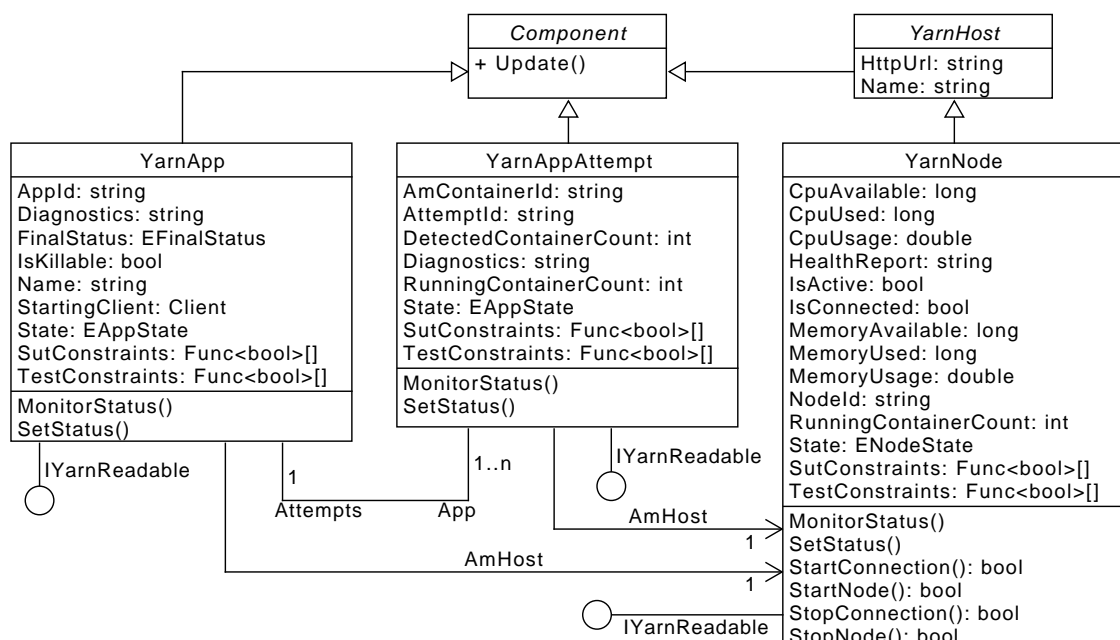 Component
+ Update()
YarnHost
HttpUrl: string
Name: string
YarnApp
AppId: string
Diagnostics: string
FinalStatus: EFinalStatus
IsKillable: bool
Name: string
StartingClient: Client
State: EAppState
SutConstraints: Func<bool>[]
TestConstraints: Func<bool>[]
MonitorStatus()
SetStatus()
YarnAppAttempt
AmContainerId: string
AttemptId: string
DetectedContainerCount: int
Diagnostics: string
RunningContainerCount: int
State: EAppState
SutConstraints: Func<bool>[]
TestConstraints: Func<bool>[]
MonitorStatus()
SetStatus()
YarnNode
CpuAvailable: long
CpuUsed: long
CpuUsage: double
HealthReport: string
IsActive: bool
IsConnected: bool
MemoryAvailable: long
MemoryUsed: long
MemoryUsage: double
NodeId: string
RunningContainerCount: int
State: ENodeState
SutConstraints: Func<bool>[]
TestConstraints: Func<bool>[]
MonitorStatus()
SetStatus()
StartConnection(): bool
StartNode(): bool
StopConnection(): bool
StopNode(): bool
IYarnReadable
1
1..n
Attempts
App
IYarnReadable
AmHost
1
AmHost
1
IYarnReadable